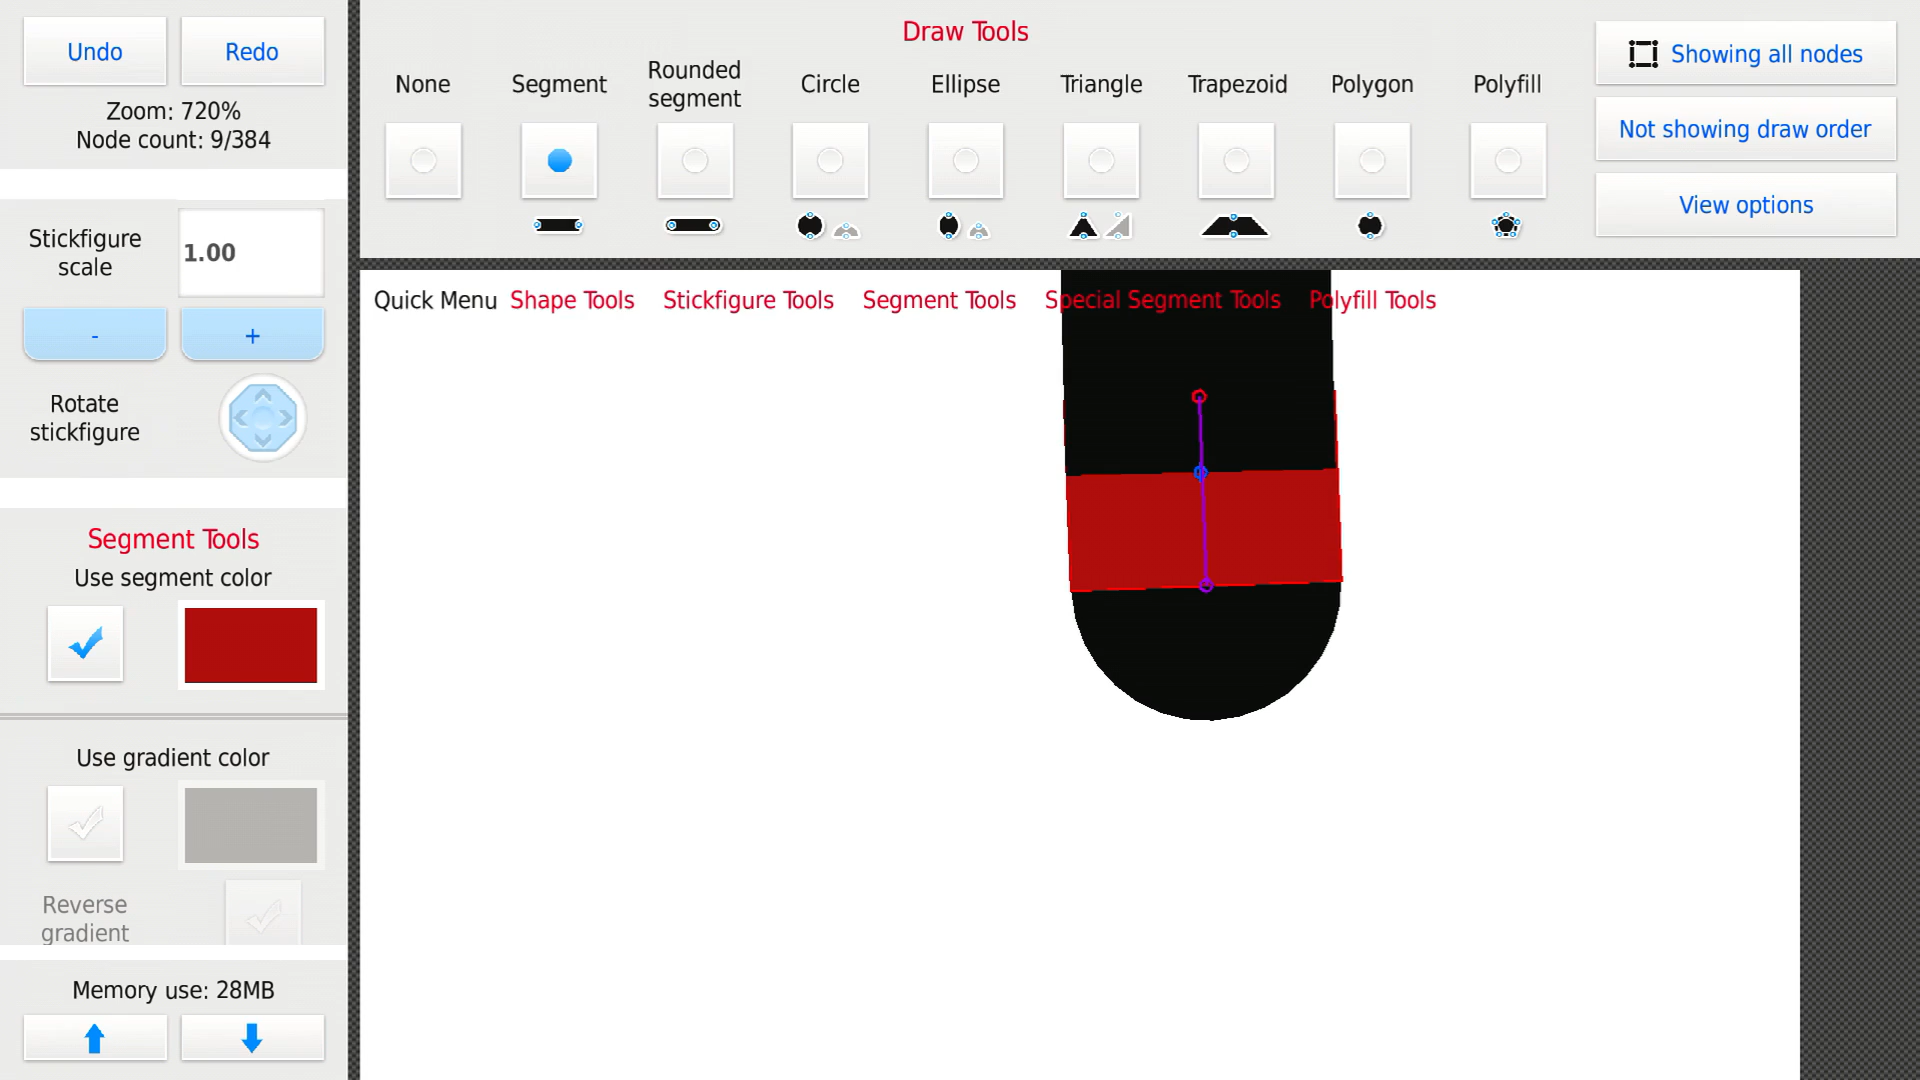 Undo
Redo
Zoom: 720%
Node count: 9/384
Stickfigure
scale
1.00
-
+
Rotate
stickfigure
Segment Tools
Use segment color
Use gradient color
Reverse
gradient
Memory use: 28MB
Draw Tools
None
Segment
Rounded
segment
Circle
Ellipse
Triangle
Trapezoid
Polygon
Polyfill
Showing all nodes
Not showing draw order
View options
Quick Menu
Shape Tools
Stickfigure Tools
Segment Tools
Special Segment Tools
Polyfill Tools